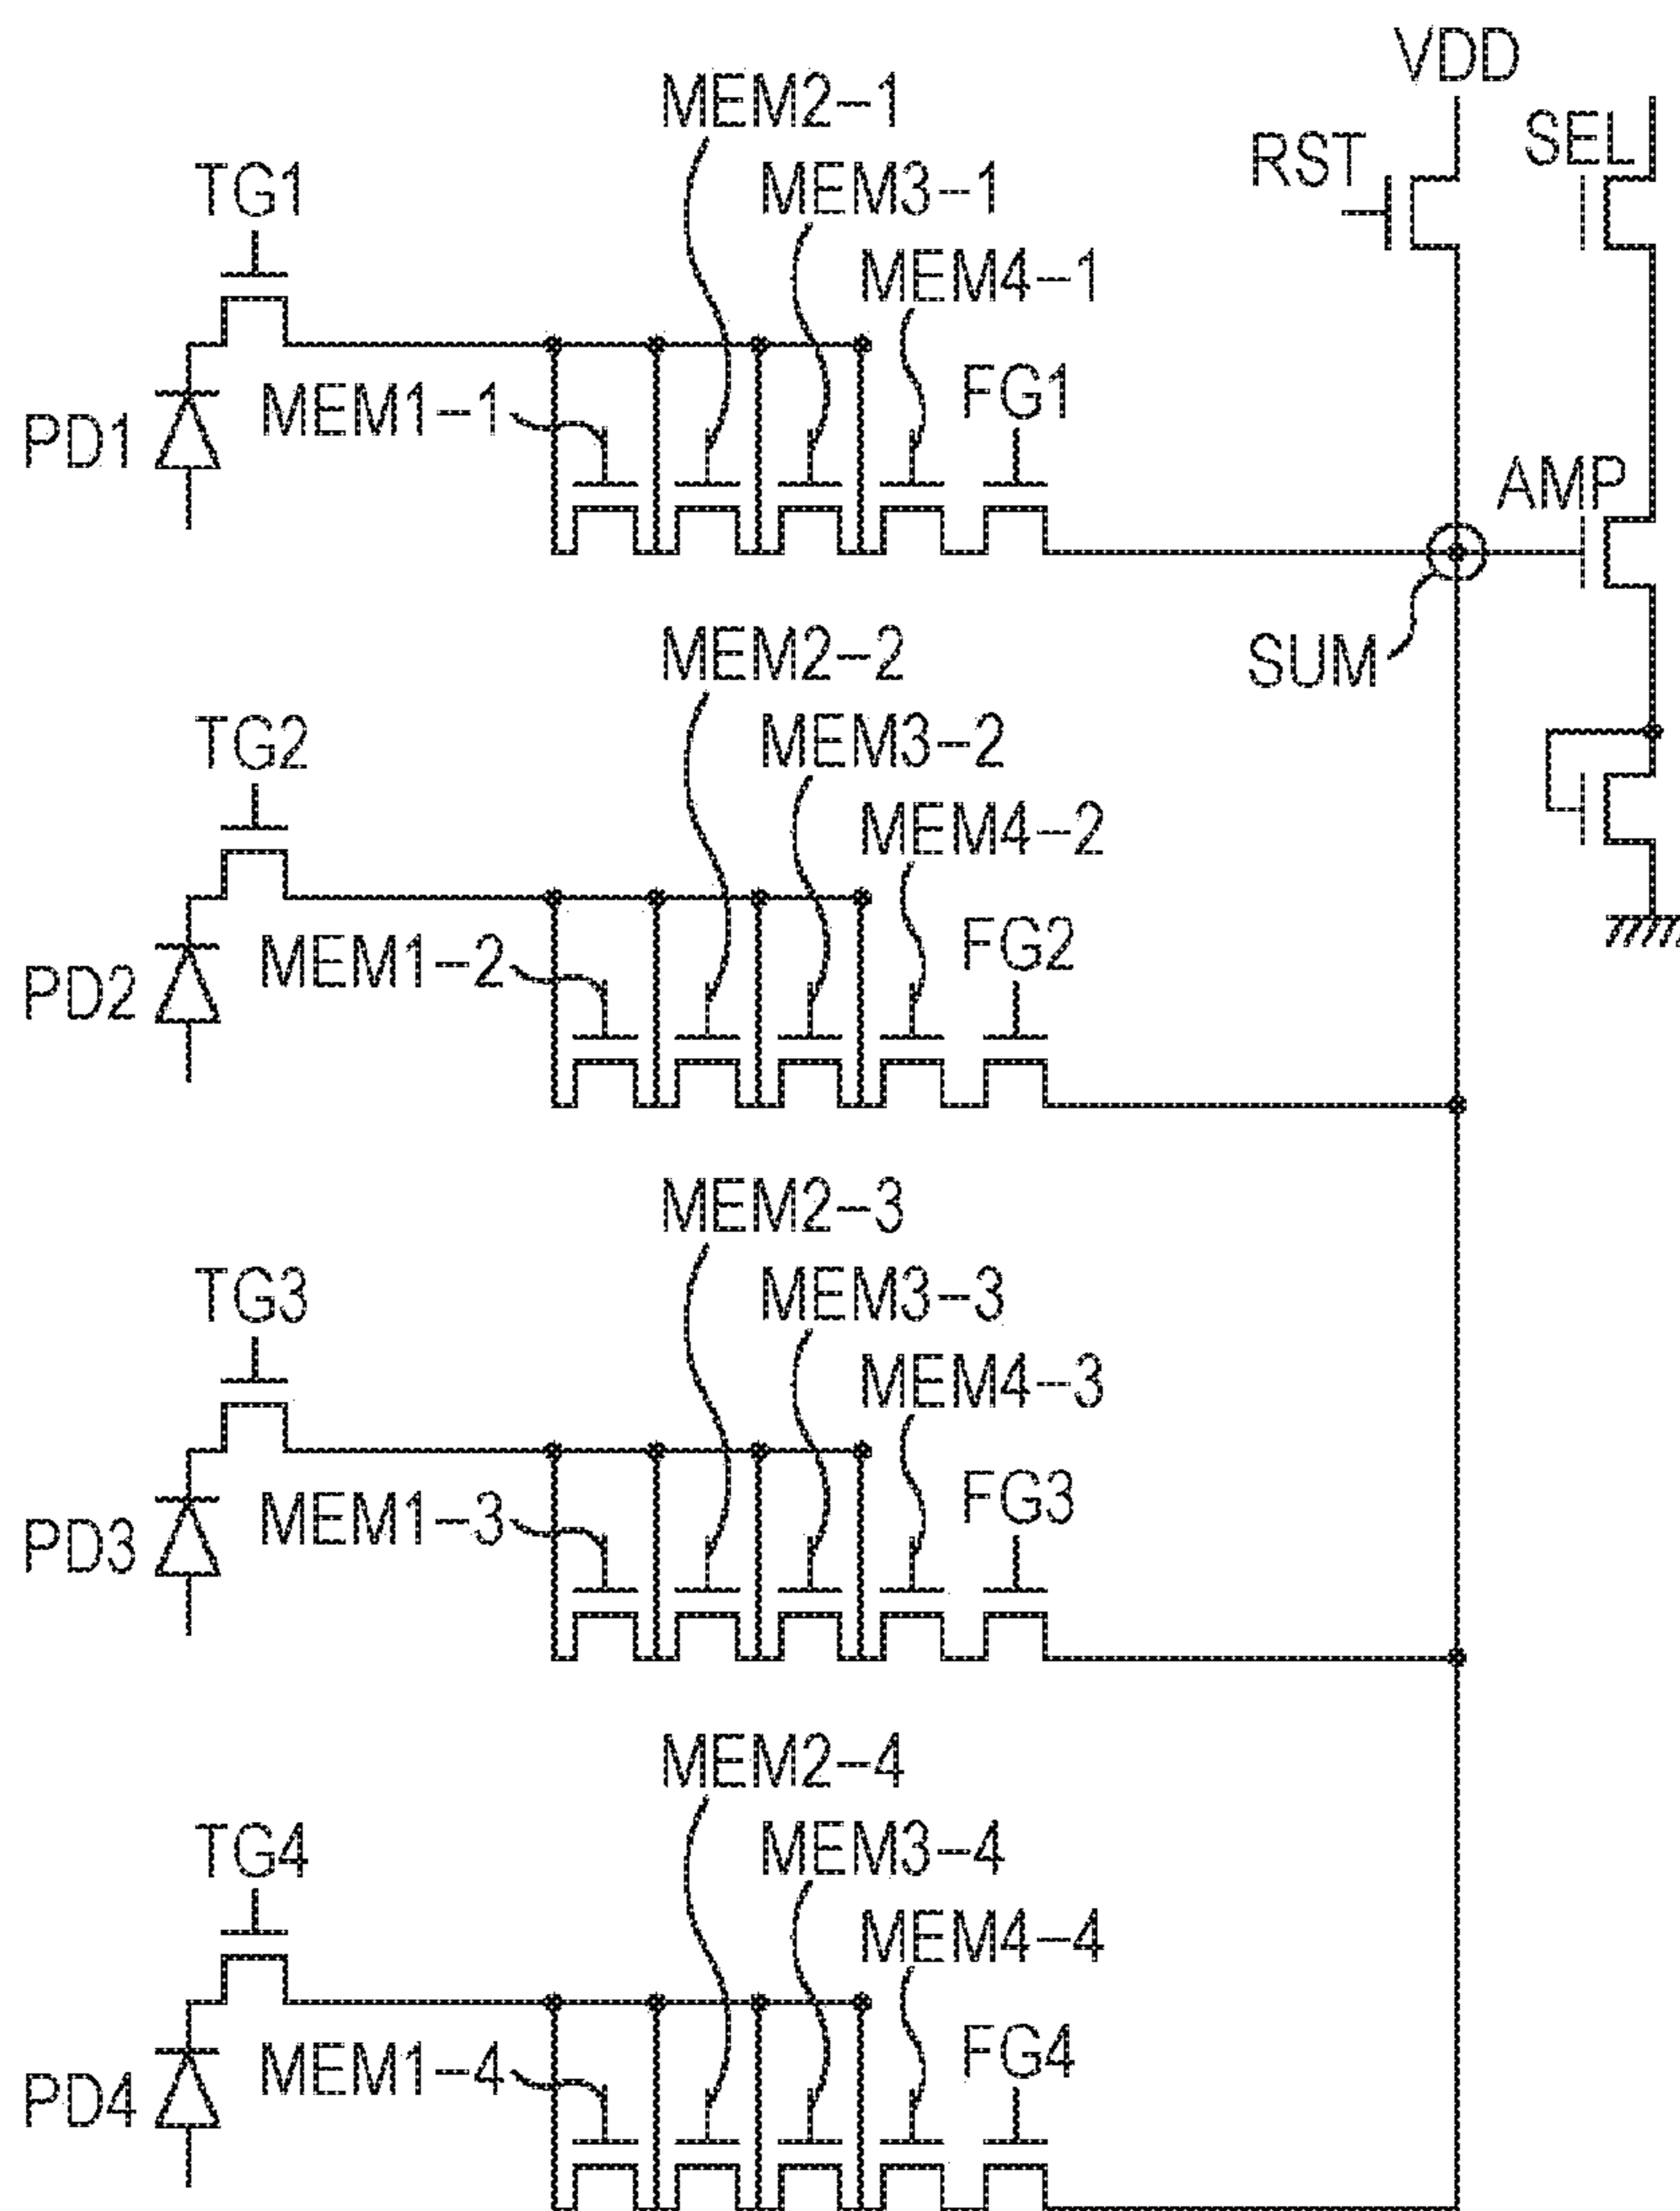 VDD
MEM2-1
RST
SEL
TG1
MEM3-1
MEM4-1
FG1
MEM1-1
PD1
AMP
SUM
MEM2-2
TG2
MEM3-2
MEM4-2
FG2
MEM1-2
PD2
MEM2-3
TG3
MEM3-3
MEM4-3
FG3
MEM1-3
PD3
MEM2-4
TG4
MEM3-4
MEM4-4
FG4
MEM1-4
PD4